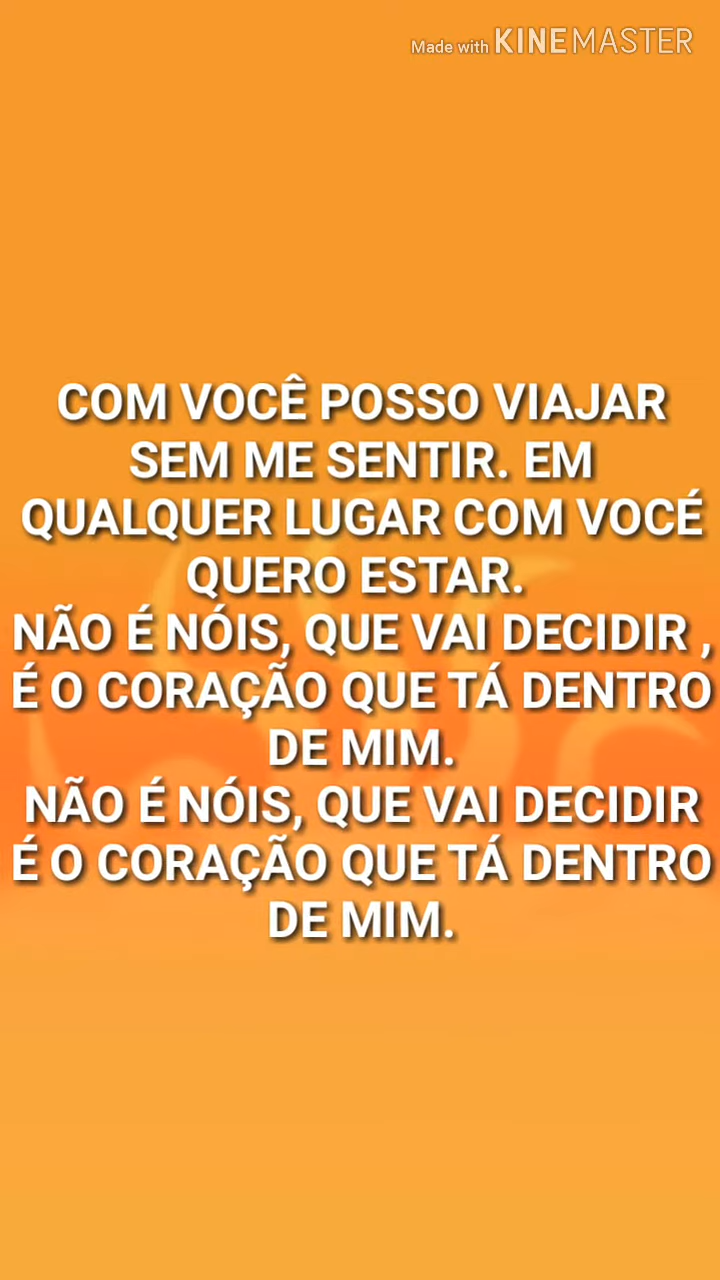 Made with KINEMASTER
COM VOCÊ POSSO VIAJAR
SEM ME SENTIR. EM
QUALQUER LUGAR COM VOCÉ
QUERO ESTAR.
NÃO É NÓIS, QUE VAI DECIDIR ,
É O CORAÇÃO QUE TÁ DENTRO
DE MIM.
NÃO É NÓIS, QUE VAI DECIDIR
É O CORAÇÃO QUE TÁ DENTRO
DE MIM.